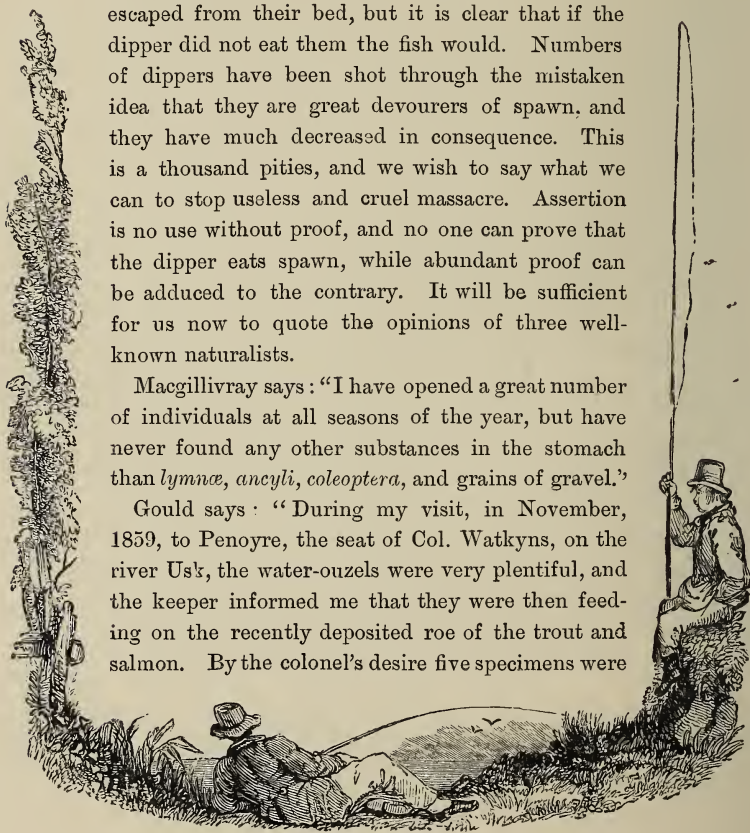 escaped from their bed, but it is clear that if the
dipper did not eat them the fish would. Numbers
of dippers have been shot through the mistaken
idea that they are great devourers of spawn, and
they have much decreased in consequence. This
is a thousand pities, and we wish to say what we
can to stop useless and cruel massacre. Assertion
is no use without proof, and no one can prove that
the dipper eats spawn, while abundant proof can
be adduced to the contrary. It will be sufficient
for us now to quote the opinions of three well-
known naturalists.
Macgillivray says: "I have opened a great number
of individuals at all seasons of the year, but have
never found any other substances in the stomach
than lymnœ, ancyli, coleoptera, and grains of gravel."
Gould says: "During my visit, in November,
1859, to Penoyre, the seat of Col. Watkyns, on the
river Usk, the water-ouzels were very plentiful, and
the keeper informed me that they were then feed-
ing on the recently deposited roe of the trout and
salmon. By the colonel's desire five specimens were